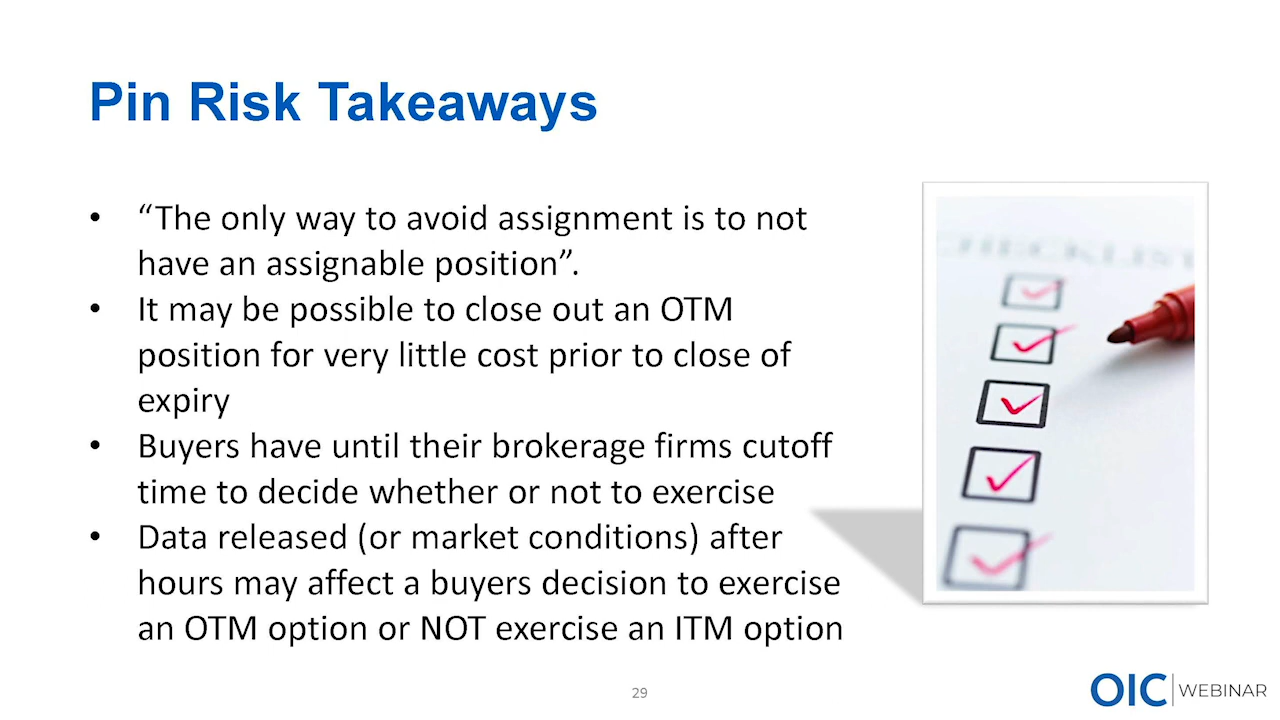 Pin Risk Takeaways
• “The only way to avoid assignment is to not
have an assignable position”.
• It may be possible to close out an OTM
position for very little cost prior to close of
expiry
• Buyers have until their brokerage firms cutoff
time to decide whether or not to exercise
• Data released (or market conditions) after
hours may affect a buyers decision to exercise
an OTM option or NOT exercise an ITM option
CHECKLIST
29
OIC WEBINAR